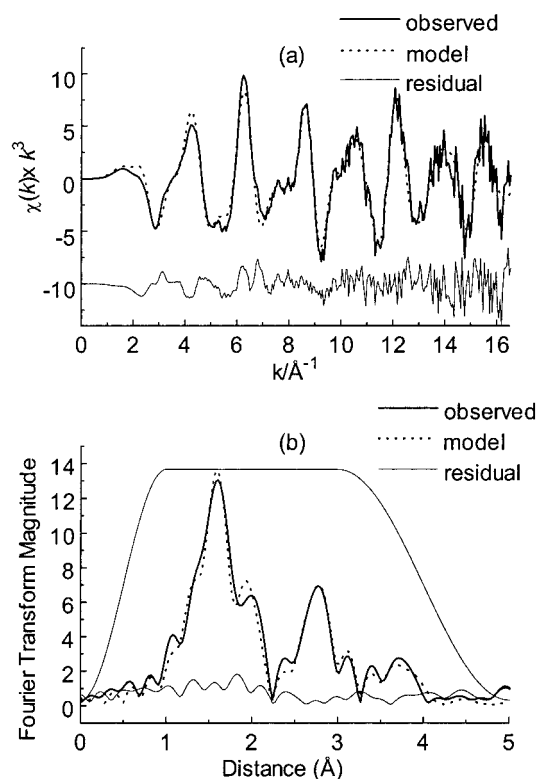 observed
(a)
model
residual
10
5
0
-5
-10
χ(k)x k³
0 2 4 6 8 10 12 14 16
k/Å⁻¹
observed
(b)
model
residual
14
12
10
8
6
4
2
0
Fourier Transform Magnitude
0 1 2 3 4 5
Distance (Å)